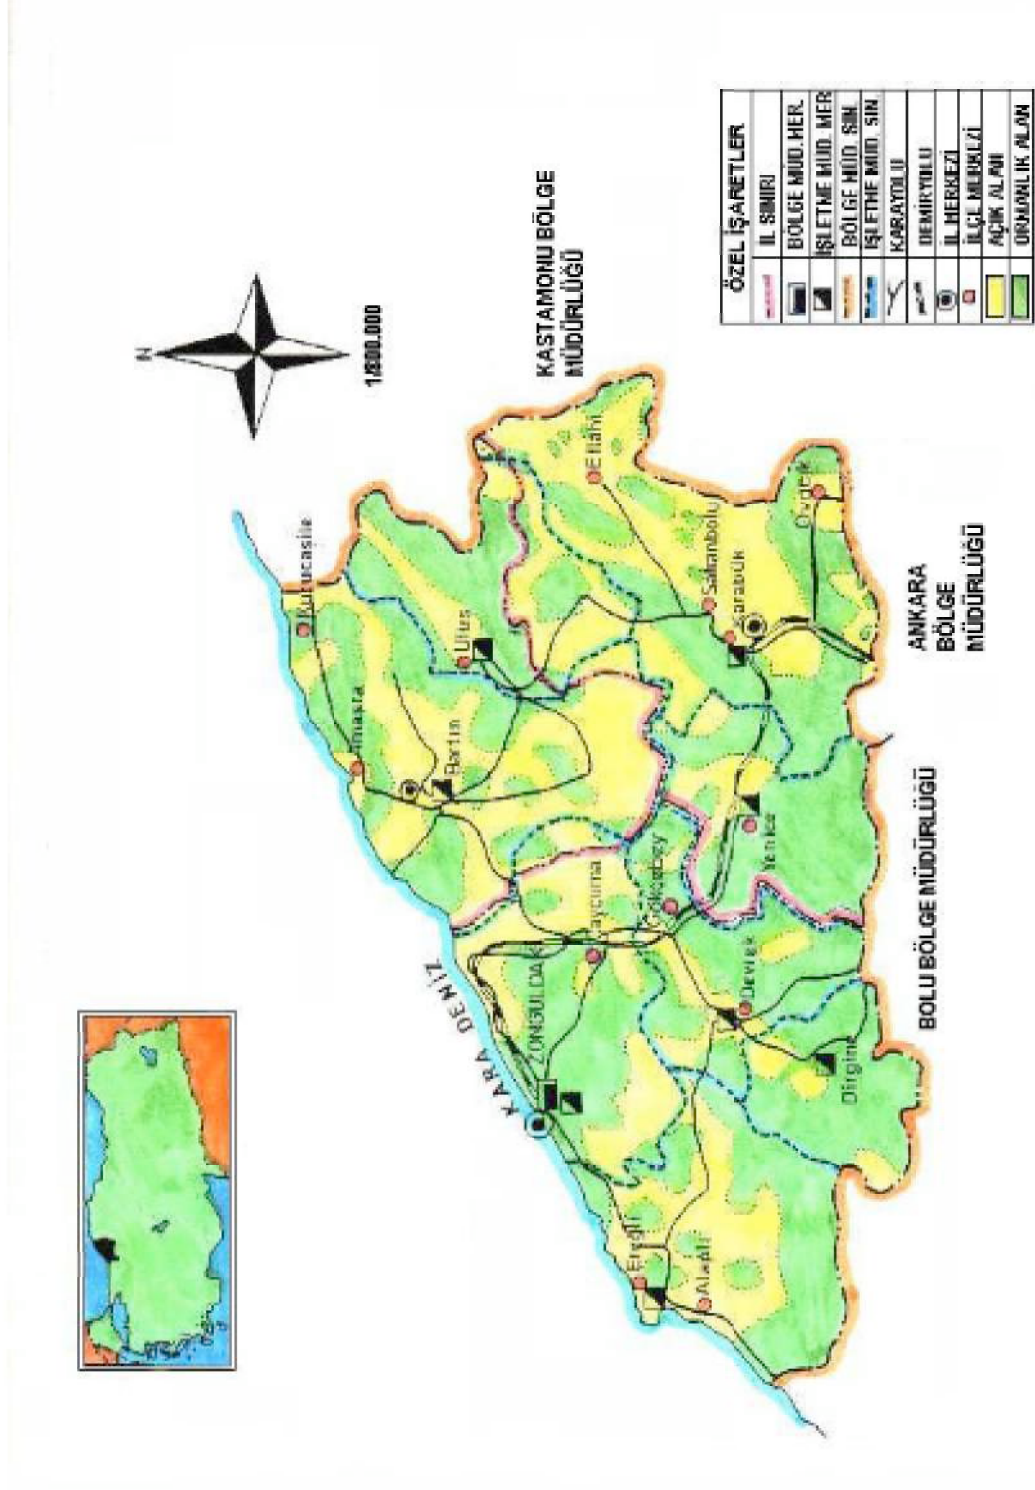 N
1/800.000
KASTAMONU BÖLGE
MÜDÜRLÜĞÜ
KARA DENİZ
Kurucaşile
Amasra
Bartın
Ulus
Eflani
Safranbolu
Karabük
Ovacık
ZONGULDAK
Çaycuma
Gökçebey
Yenice
Devrek
Dirgine
Ereğli
Alaplı
ANKARA
BÖLGE
MÜDÜRLÜĞÜ
BOLU BÖLGE MÜDÜRLÜĞÜ
ÖZEL İŞARETLER
İL SINIRI
BÖLGE MÜD. MER.
İŞLETME MÜD. MER
BÖLGE MÜD. SIN.
İŞLETME MÜD. SIN.
KARAYOLU
DEMİRYOLU
İL MERKEZİ
İLÇE MERKEZİ
AÇIK ALAN
ORMANLIK ALAN